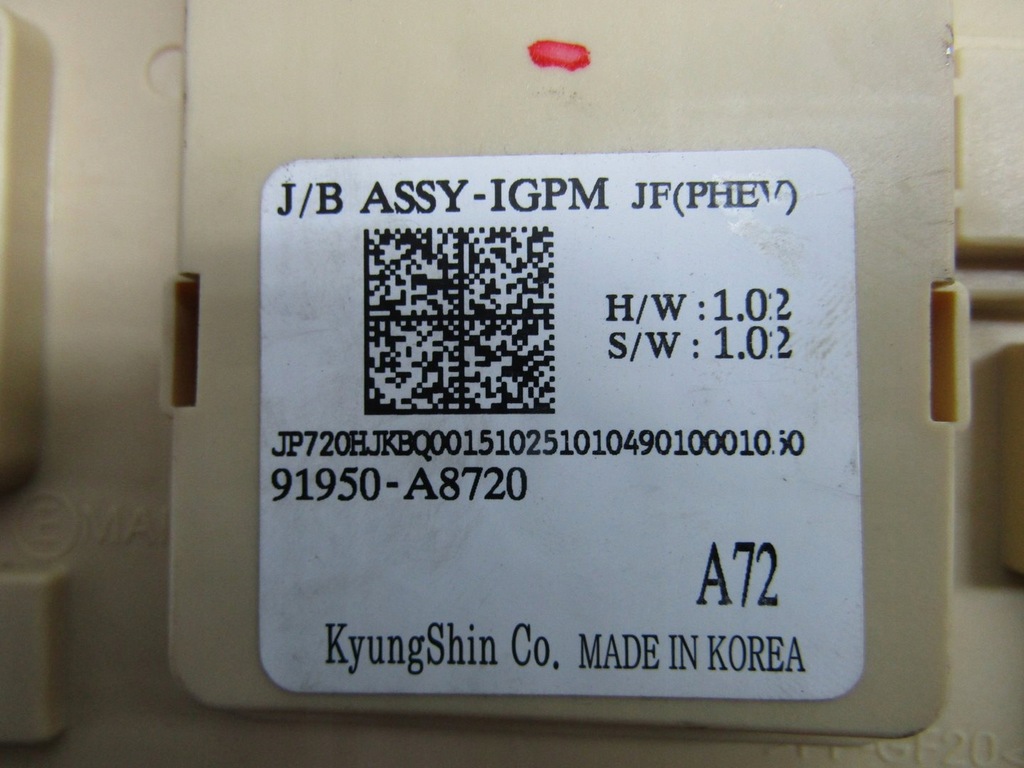 J/B ASSY-IGPM JF(PHEV)
H/W : 1.02
S/W : 1.02
91950-A8720
A72
KyungShin Co. MADE IN KOREA